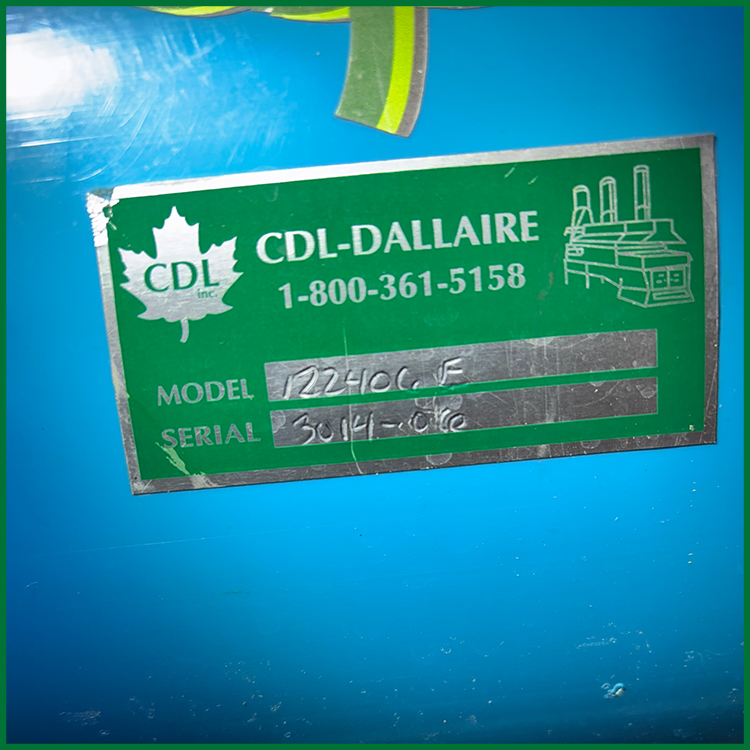 CDL
inc.
CDL-DALLAIRE
1-800-361-5158
MODEL
SERIAL